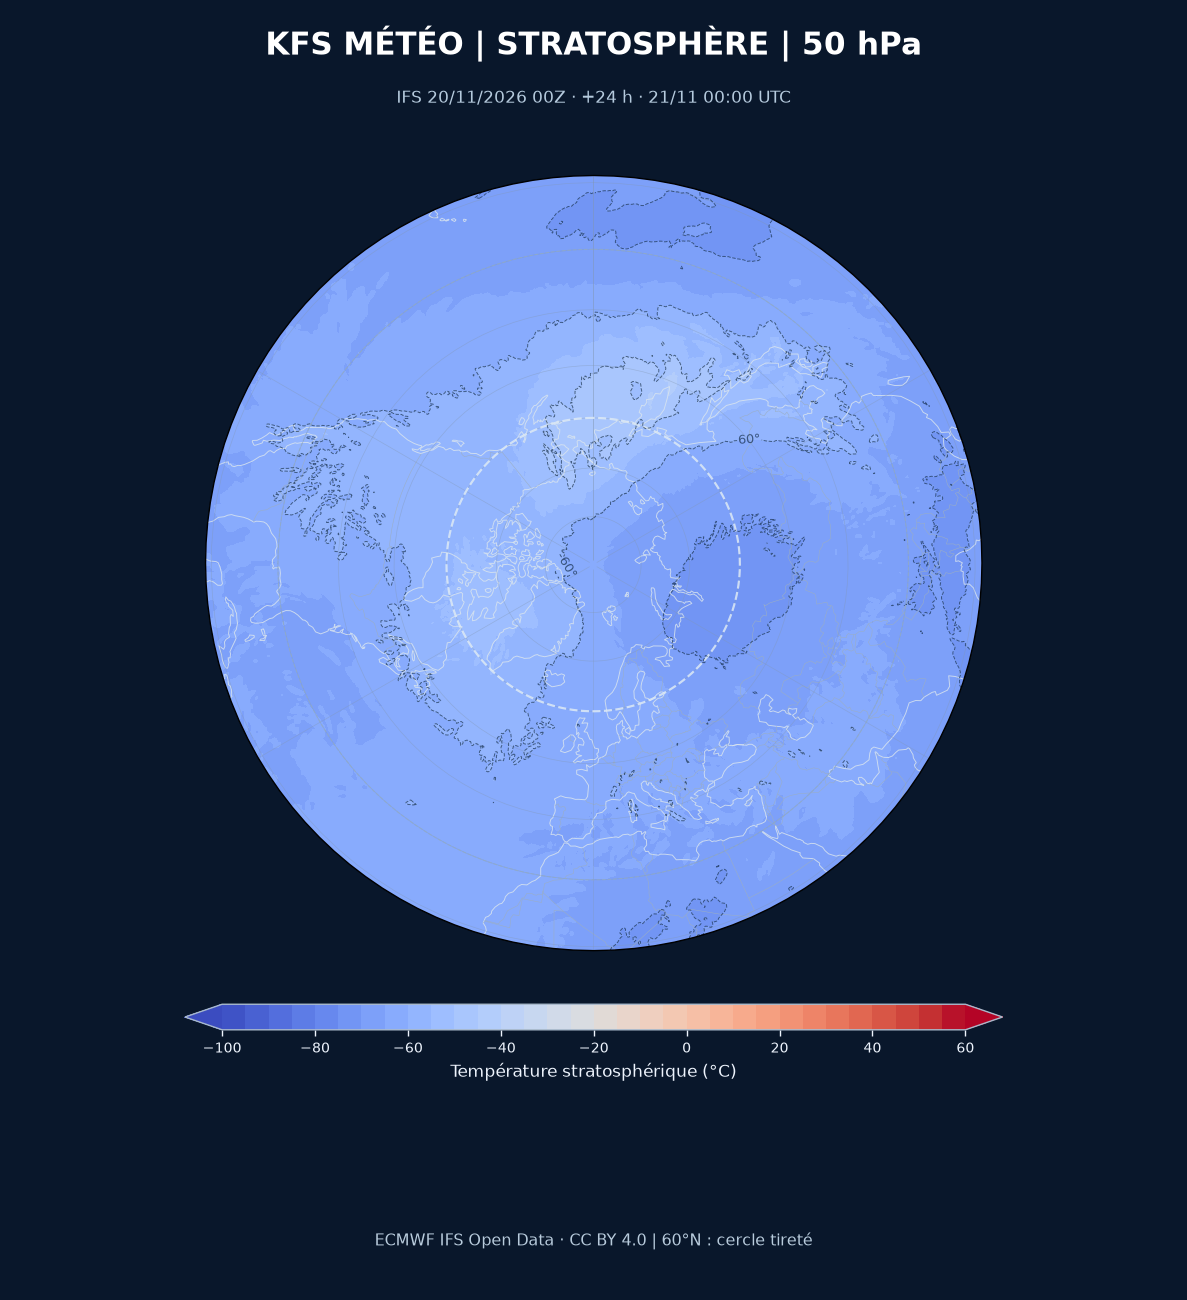 KFS MÉTÉO | STRATOSPHÈRE | 50 hPa
IFS 20/11/2026 00Z · +24 h · 21/11 00:00 UTC
60°
-60°
−100 −80 −60 −40 −20 0 20 40 60
Température stratosphérique (°C)
ECMWF IFS Open Data · CC BY 4.0 | 60°N : cercle tireté